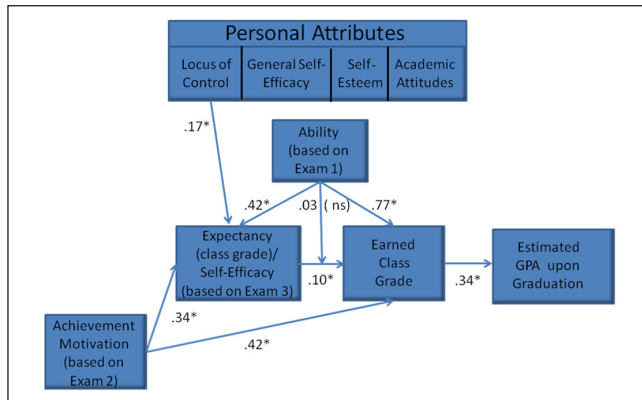 Personal Attributes
Locus of
Control
General Self-
Efficacy
Self-
Esteem
Academic
Attitudes
.17*
Ability
(based on
Exam 1)
.42*
.03 ( ns)
.77*
Expectancy
(class grade)/
Self-Efficacy
(based on Exam 3)
.10*
Earned
Class
Grade
.34*
Estimated
GPA upon
Graduation
Achievement
Motivation
(based on
Exam 2)
.34*
.42*